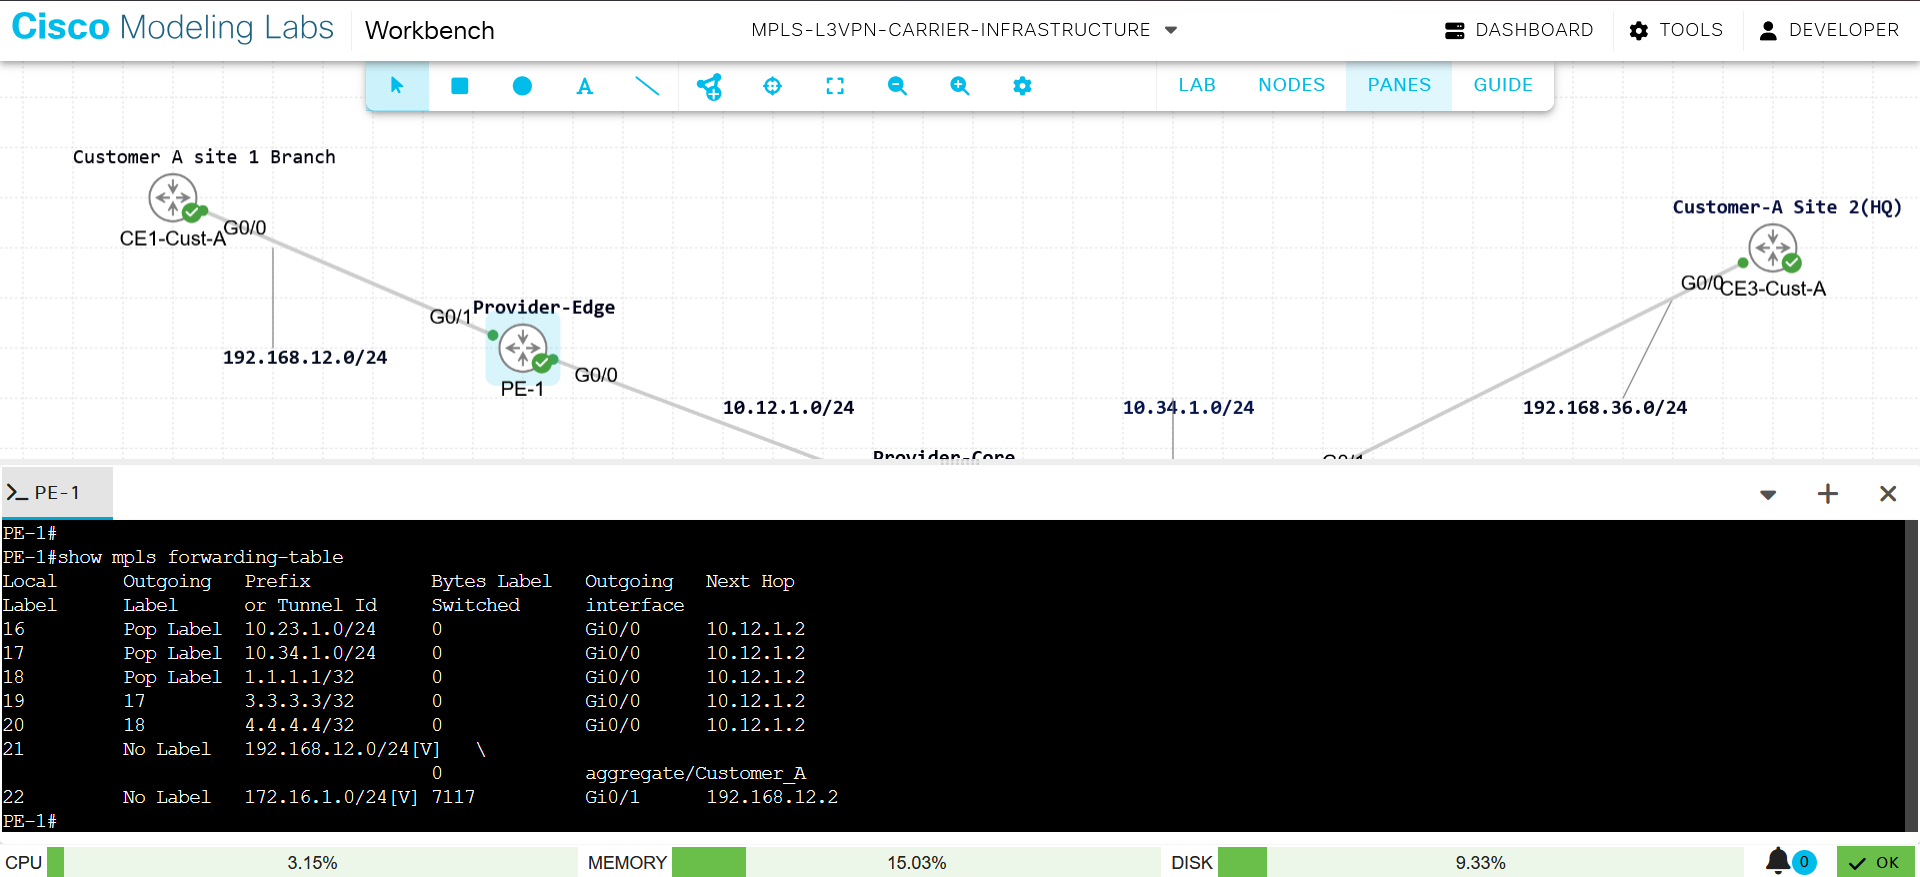 Cisco Modeling Labs Workbench MPLS-L3VPN-CARRIER-INFRASTRUCTURE DASHBOARD TOOLS DEVELOPER
LAB NODES PANES GUIDE
Customer A site 1 Branch
CE1-Cust-A
G0/0
192.168.12.0/24
G0/1
Provider-Edge
PE-1
G0/0
10.12.1.0/24
Provider-Core
10.34.1.0/24
Customer-A Site 2(HQ)
G0/0
CE3-Cust-A
192.168.36.0/24
G0/1
PE-1
PE-1#
PE-1#show mpls forwarding-table
Local Outgoing Prefix Bytes Label Outgoing Next Hop
Label Label or Tunnel Id Switched interface
16 Pop Label 10.23.1.0/24 0 Gi0/0 10.12.1.2
17 Pop Label 10.34.1.0/24 0 Gi0/0 10.12.1.2
18 Pop Label 1.1.1.1/32 0 Gi0/0 10.12.1.2
19 17 3.3.3.3/32 0 Gi0/0 10.12.1.2
20 18 4.4.4.4/32 0 Gi0/0 10.12.1.2
21 No Label 192.168.12.0/24[V] \
0 aggregate/Customer_A
22 No Label 172.16.1.0/24[V] 7117 Gi0/1 192.168.12.2
PE-1#
CPU 3.15% MEMORY 15.03% DISK 9.33% 0 OK